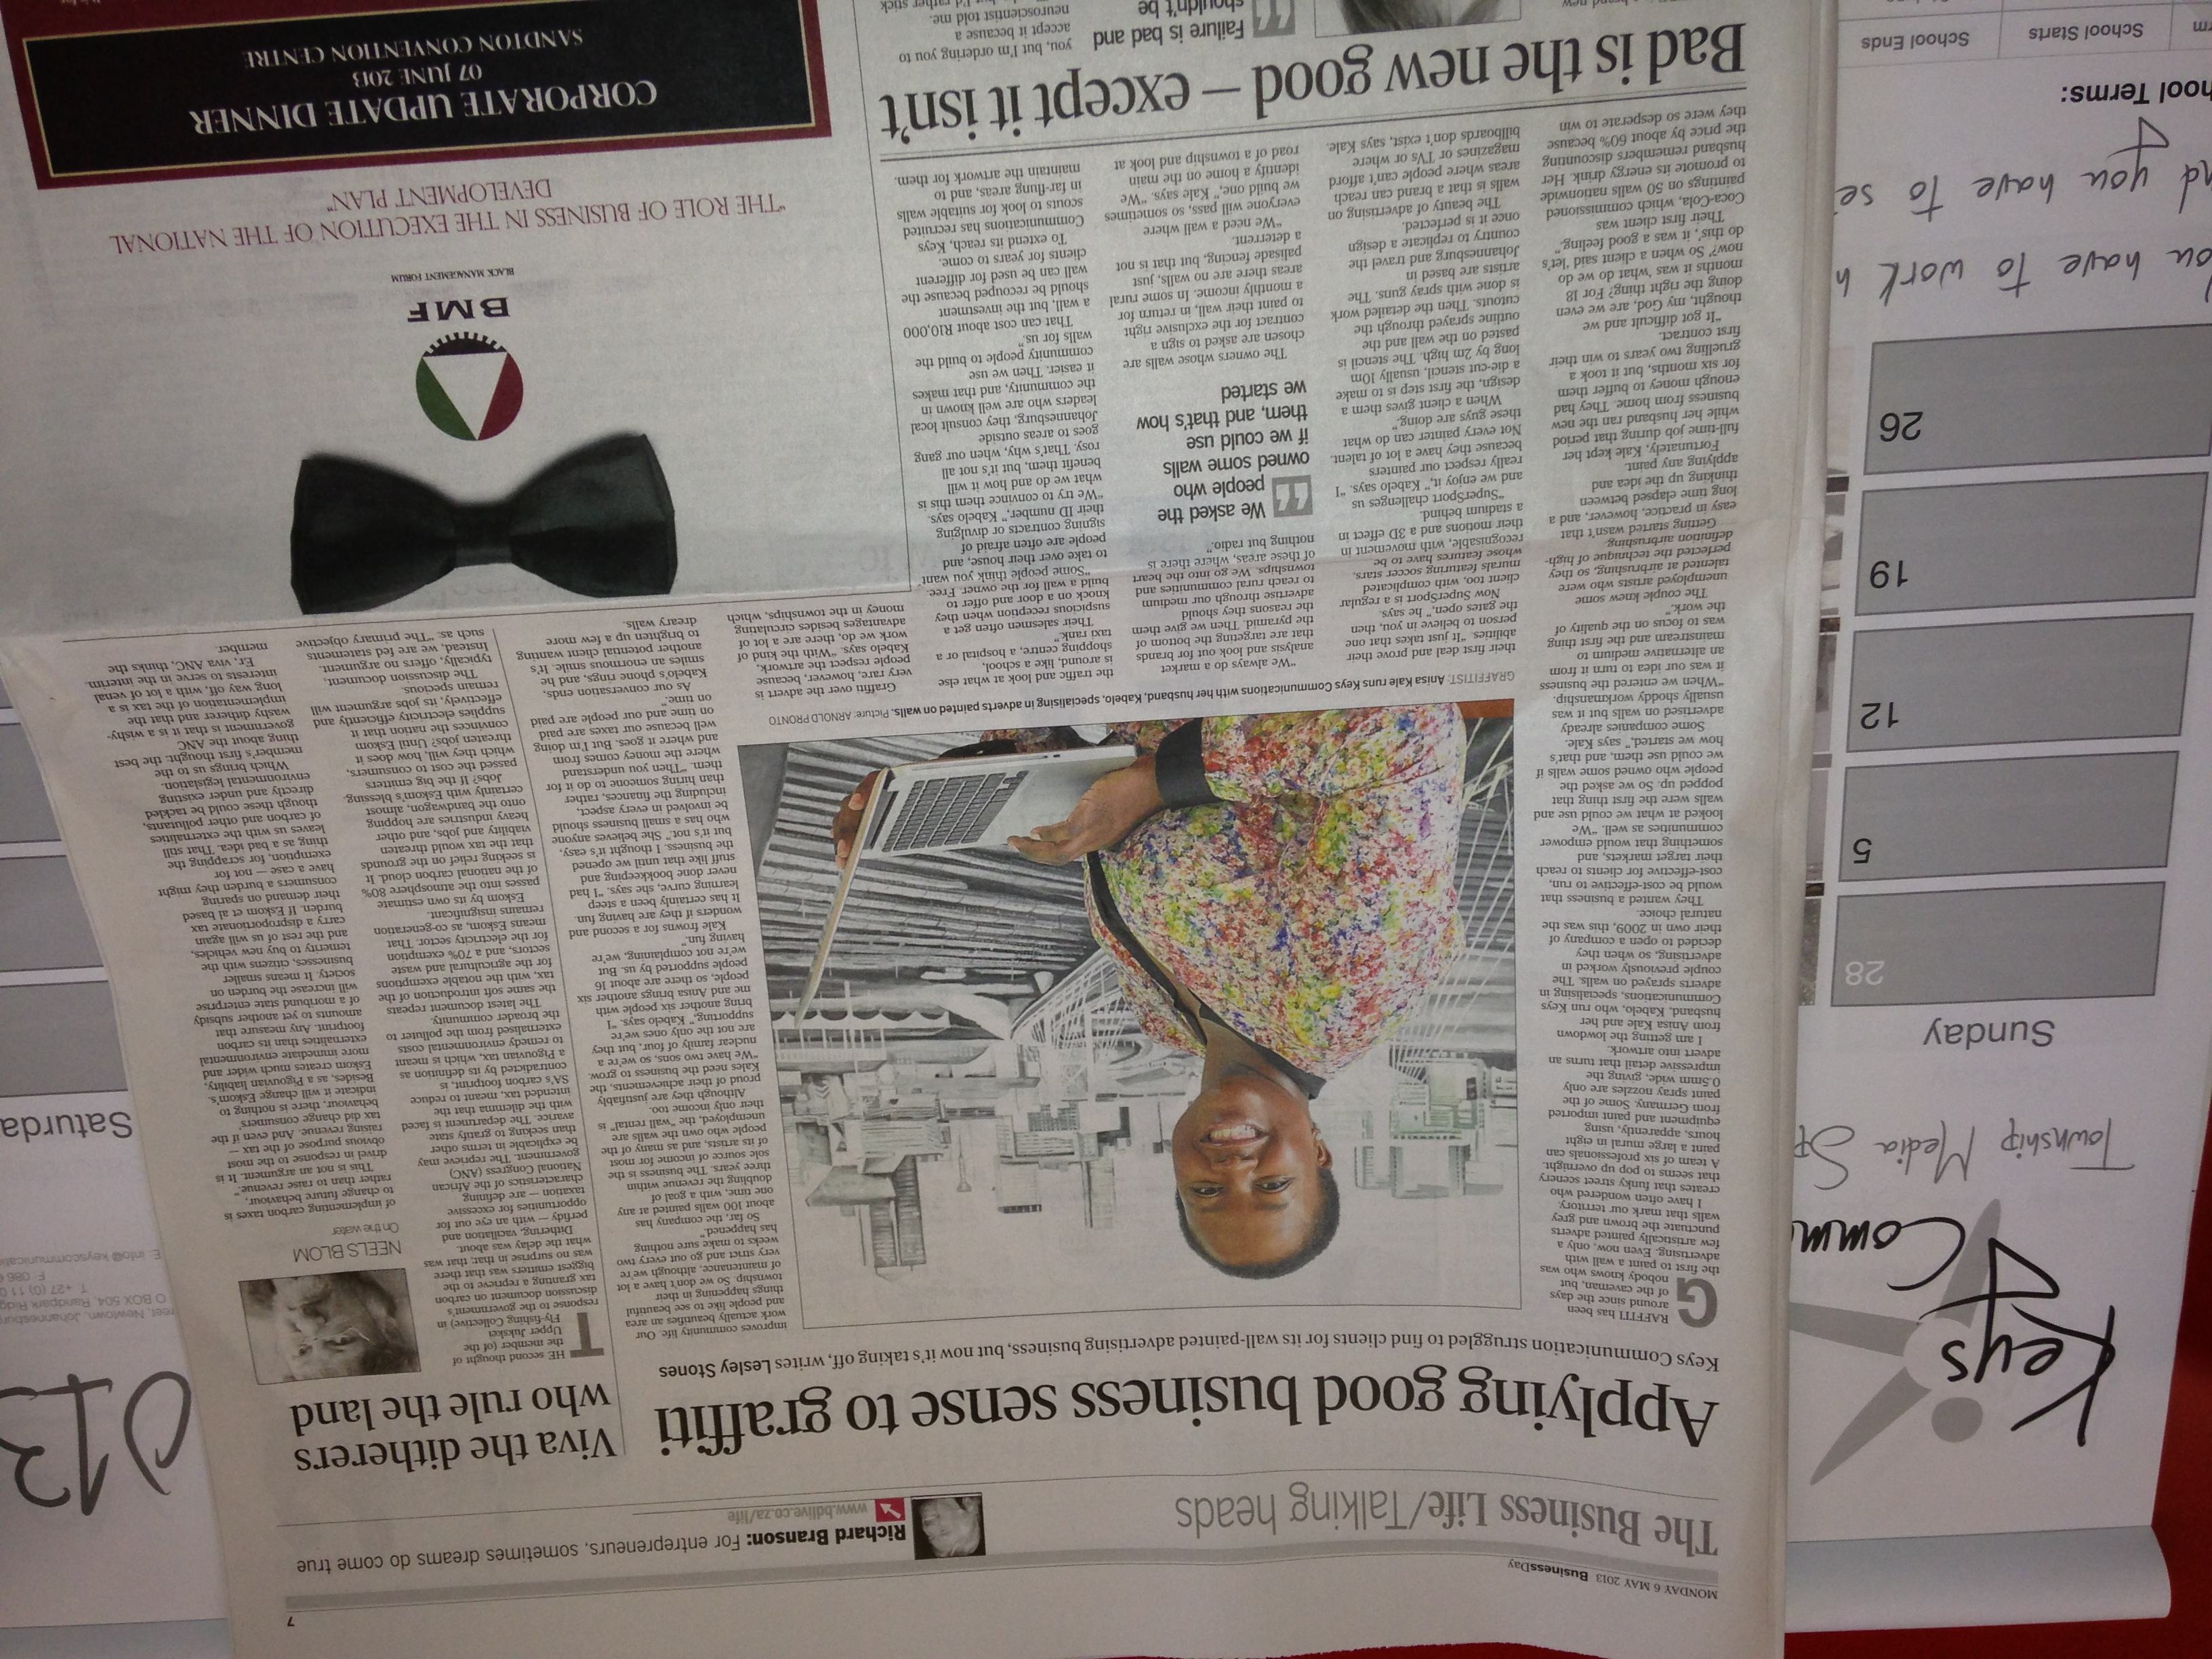 MONDAY 6 MAY 2013 BusinessDay
7
The Business Life/Talking heads
Richard Branson: For entrepreneurs, sometimes dreams do come true
www.bdlive.co.za/life
Applying good business sense to graffiti
Keys Communication struggled to find clients for its wall-painted advertising business, but now it's taking off, writes Lesley Stones
GRAFFITI has been
around since the days
of the caveman, but
nobody knows who was
the first to paint a wall with
advertising. Even now, only a
few artistically painted adverts
punctuate the brown and grey
walls that mark our territory.
I have often wondered who
creates that funky street scenery
that seems to pop up overnight.
A team of six professionals can
paint a large mural in eight
hours, apparently, using
equipment and paint imported
from Germany. Some of the
paint spray nozzles are only
0.5mm wide, giving the
impressive detail that turns an
advert into artwork.
I am getting the lowdown
from Anisa Kale and her
husband, Kabelo, who run Keys
Communications, specialising in
adverts sprayed on walls. The
couple previously worked in
advertising, so when they
decided to open a company of
their own in 2009, this was the
natural choice.
They wanted a business that
would be cost-effective to run,
cost-effective for clients to reach
their target markets, and
something that would empower
communities as well. "We
looked at what we could use and
walls were the first thing that
popped up. So we asked the
people who owned some walls if
we could use them, and that's
how we started," says Kale.
Some companies already
advertised on walls but it was
usually shoddy workmanship.
"When we entered the business
it was our idea to turn it from
an alternative medium to
mainstream and the first thing
was to focus on the quality of
the work."
The couple knew some
unemployed artists who were
talented at airbrushing, so they
perfected the technique of high-
definition airbrushing.
Getting started wasn't that
easy in practice, however, and a
long time elapsed between
thinking up the idea and
applying any paint.
Fortunately, Kale kept her
full-time job during that period
while her husband ran the new
business from home. They had
enough money to buffer them
for six months, but it took a
gruelling two years to win their
first contract.
"It got difficult and we
thought, my God, are we even
doing the right thing? For 18
months it was 'what do we do
now?' So when a client said 'let's
do this', it was a good feeling."
Their first client was
Coca-Cola, which commissioned
paintings on 50 walls nationwide
to promote its energy drink. Her
husband remembers discounting
the price by about 60% because
they were so desperate to win
GRAFFITIST: Anisa Kale runs Keys Communications with her husband, Kabelo, specialising in adverts painted on walls. Picture: ARNOLD PRONTO
their first deal and prove their
abilities. "It just takes that one
person to believe in you, then
the gates open," he says.
Now SuperSport is a regular
client too, with complicated
murals featuring soccer stars,
whose features have to be
recognisable, with movement in
their motions and a 3D effect in
a stadium behind.
"SuperSport challenges us
and we enjoy it," Kabelo says. "I
really respect our painters
because they have a lot of talent.
Not every painter can do what
these guys are doing."
When a client gives them a
design, the first step is to make
a die-cut stencil, usually 10m
long by 2m high. The stencil is
pasted on the wall and the
outline sprayed through the
cutouts. Then the detailed work
is done with spray guns. The
artists are based in
Johannesburg and travel the
country to replicate a design
once it is perfected.
The beauty of advertising on
walls is that a brand can reach
areas where people can't afford
magazines or TVs or where
billboards don't exist, says Kale.
"We always do a market
analysis and look out for brands
that are targeting the bottom of
the pyramid. Then we give them
the reasons they should
advertise through our medium
to reach rural communities and
townships. We go into the heart
of these areas, where there is
nothing but radio."
We asked the
people who
owned some walls
if we could use
them, and that's how
we started
The owners whose walls are
chosen are asked to sign a
contract for the exclusive right
to paint their wall, in return for
a monthly income. In some rural
areas there are no walls, just
palisade fencing, but that is not
a deterrent.
"We need a wall where
everyone will pass, so sometimes
we build one," Kale says. "We
identify a home on the main
road of a township and look at
the traffic and look at what else
is around, like a school,
shopping centre, a hospital or a
taxi rank."
Their salesmen often get a
suspicious reception when they
knock on a door and offer to
build a wall for the owner. Free.
"Some people think you want
to take over their house, and
people are often afraid of
signing contracts or divulging
their ID number," Kabelo says.
"We try to convince them this is
what we do and how it will
benefit them, but it's not all
rosy. That's why, when our gang
goes to areas outside
Johannesburg, they consult local
leaders who are well known in
the community, and that makes
it easier. Then we use
community people to build the
walls for us."
That can cost about R10,000
a wall, but the investment
should be recouped because the
wall can be used for different
clients for years to come.
To extend its reach, Keys
Communications has recruited
scouts to look for suitable walls
in far-flung areas, and to
maintain the artwork for them.
Graffiti over the advert is
very rare, however, because
people respect the artwork,
Kabelo says. "With the kind of
work we do, there are a lot of
advantages besides circulating
money in the townships, which
improves community life. Our
work actually beautifies an area
and people like to see beautiful
things happening in their
township. So we don't have a lot
of maintenance, although we're
very strict and go out every two
weeks to make sure nothing
has happened."
So far, the company has
about 100 walls painted at any
one time, with a goal of
doubling the revenue within
three years. The business is the
sole source of income for most
of its artists, and as many of the
people who own the walls are
unemployed, the "wall rental" is
their only income too.
Although they are justifiably
proud of their achievements, the
Kales need the business to grow.
"We have two sons, so we're a
nuclear family of four, but they
are not the only ones we're
supporting," Kabelo says. "I
bring another six people with
me and Anisa brings another six
people, so there are about 16
people supported by us. But
we're not complaining, we're
having fun."
Kale frowns for a second and
wonders if they are having fun.
It has certainly been a steep
learning curve, she says. "I had
never done bookkeeping and
stuff like that until we opened
the business. I thought it's easy,
but it's not." She believes anyone
who has a small business should
be involved in every aspect,
including the finances, rather
than hiring someone to do it for
them. "Then you understand
where the money comes from
and where it goes. But I'm doing
well because our taxes are paid
on time and our people are paid
on time."
As our conversation ends,
Kabelo's phone rings, and he
smiles an enormous smile. It's
another potential client wanting
to brighten up a few more
dreary walls.
Viva the ditherers
who rule the land
NEELS BLOM
On the water
THE second thought of
the member (of the
Upper Jukskei
Fly-fishing Collective) in
response to the government's
discussion document on carbon
tax granting a reprieve to the
biggest emitters was that there
was no surprise in that; that was
what the delay was about.
Dithering, vacillation and
perfidy — with an eye out for
opportunities for excessive
taxation — are defining
characteristics of the African
National Congress (ANC)
government. The reprieve may
be explicable in terms other
than seeking to gratify state
avarice. The department is faced
with the dilemma that the
intended tax, meant to reduce
SA's carbon footprint, is
contradicted by its definition as
a Pigouvian tax, which is meant
to remedy environmental costs
externalised from the polluter to
the broader community.
The latest document repeats
the same soft introduction of the
tax, with the notable exemptions
for the agricultural and waste
sectors, and a 70% exemption
for the electricity sector. That
means Eskom, as co-generation
remains insignificant.
Eskom by its own estimate
passes into the atmosphere 80%
of the national carbon cloud. It
is seeking relief on the grounds
that the tax would threaten
viability and jobs, and other
heavy industries are hopping
onto the bandwagon, almost
certainly with Eskom's blessing.
Jobs? If the big emitters
passed the cost to consumers,
which they will, how does it
threaten jobs? Until Eskom
convinces the nation that it
supplies electricity efficiently and
effectively, its jobs argument will
remain specious.
The discussion document,
typically, offers no argument.
Instead, we are fed statements
such as: "The primary objective
of implementing carbon taxes is
to change future behaviour,
rather than to raise revenue."
This is not an argument. It is
drivel in response to the most
obvious purpose of the tax —
raising revenue. And even if the
tax did change consumers'
behaviour, there is nothing to
indicate it will change Eskom's.
Besides, as a Pigouvian liability,
Eskom creates much wider and
more immediate environmental
externalities than its carbon
footprint. Any measure that
amounts to yet another subsidy
of a moribund state enterprise
will increase the burden on
society. It means smaller
businesses, citizens with the
temerity to buy new vehicles,
and the rest of us will again
carry a disproportionate tax
burden. If Eskom et al based
their demand on sparing
consumers a burden they might
have a case — not for
exemption, for scrapping the
thing as a bad idea. That still
leaves us with the externalities
of carbon and other pollutants,
though these could be tackled
directly and under existing
environmental legislation.
Which brings us to the
member's first thought: the best
thing about the ANC
government is that it is a wishy-
washy ditherer and that the
implementation of the tax is a
long way off, with a lot of venal
interests to serve in the interim.
Er, viva ANC, thinks the
member.
Bad is the new good – except it isn't
Failure is bad and
shouldn't be
you, but I'm ordering you to
accept it because a
neuroscientist told me.
BMF
BLACK MANAGEMENT FORUM
"THE ROLE OF BUSINESS IN THE EXECUTION OF THE NATIONAL
DEVELOPMENT PLAN"
CORPORATE UPDATE DINNER
07 JUNE 2013
SANDTON CONVENTION CENTRE
Keys
Comm
Township Media Sp
Sunday
28
5
12
19
26
ou have to work h
nd you have to se
hool Terms:
School Starts
School Ends
013
reet, Newtown, Johannesburg
O BOX 504, Randpark Ridge
T +27 (0) 11 0
F 086
E info@keyscommunicatio
Saturda